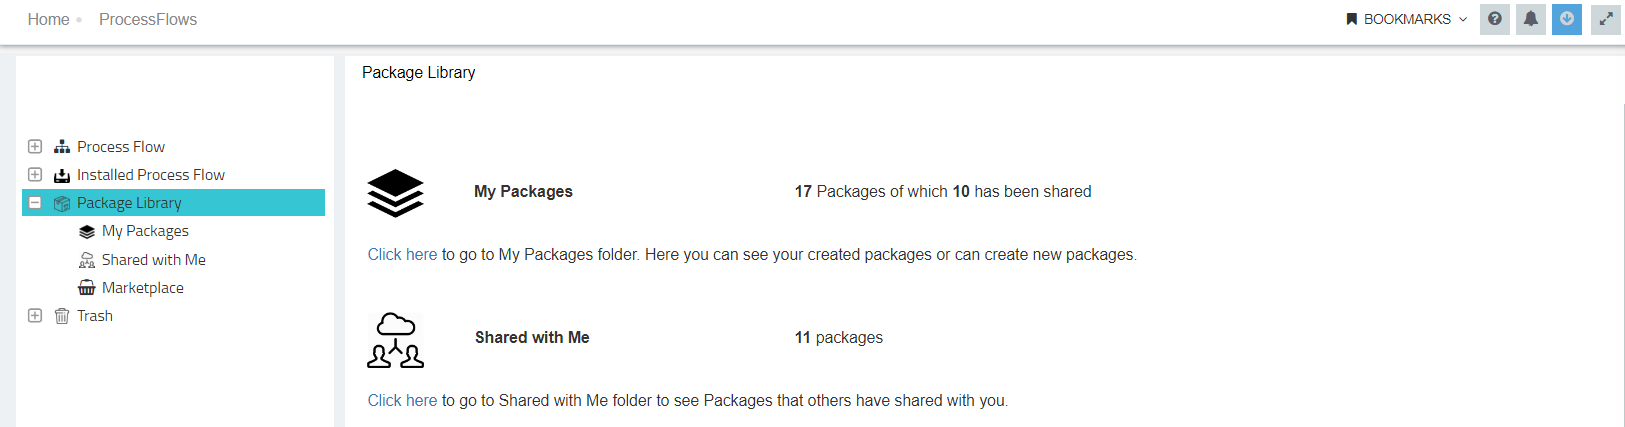 Home ProcessFlows BOOKMARKS
Package Library
Process Flow
Installed Process Flow
Package Library
My Packages
Shared with Me
Marketplace
Trash
My Packages 17 Packages of which 10 has been shared
Click here to go to My Packages folder. Here you can see your created packages or can create new packages.
Shared with Me 11 packages
Click here to go to Shared with Me folder to see Packages that others have shared with you.